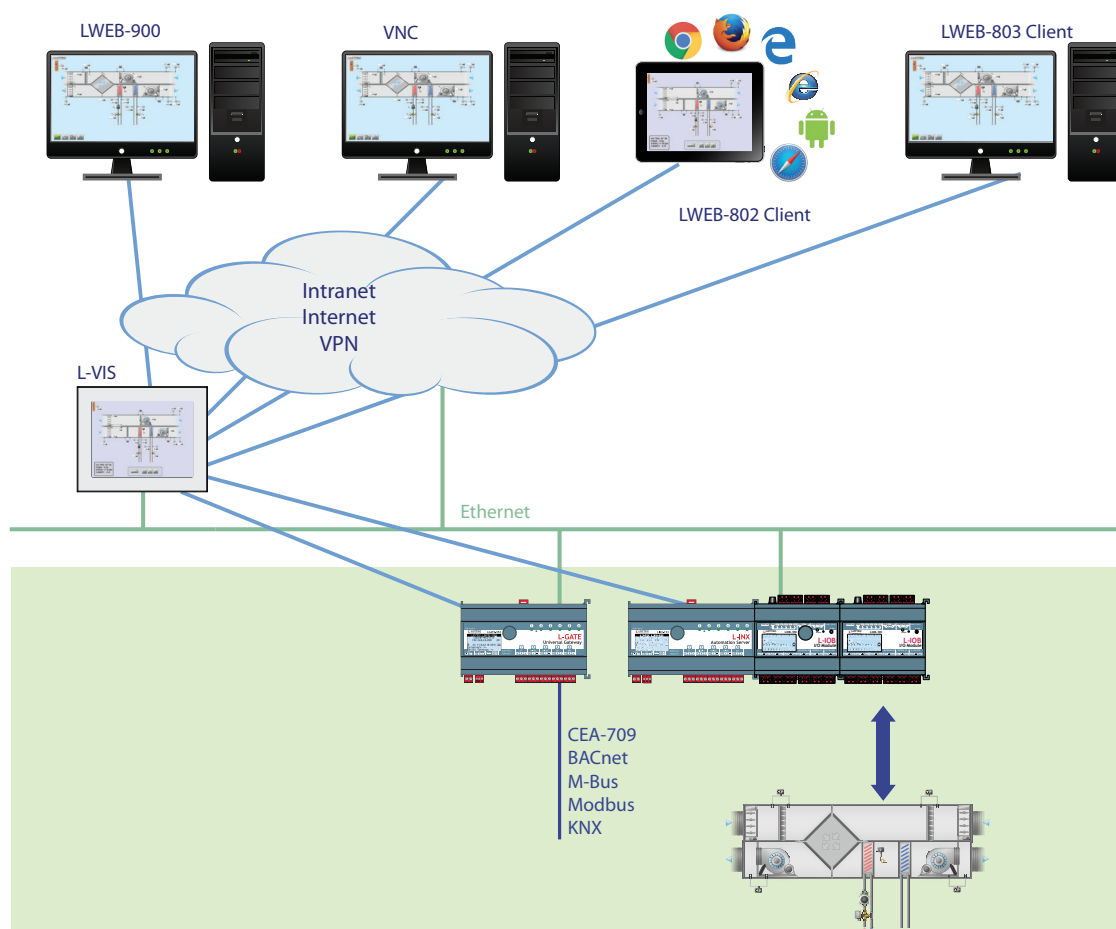 LWEB-900
VNC
LWEB-803 Client
LWEB-802 Client
Intranet
Internet
VPN
L-VIS
Ethernet
L-GATE
Universal Gateway
L-INX
Automation Server
L-IOB
I/O Module
L-IOB
I/O Module
CEA-709
BACnet
M-Bus
Modbus
KNX